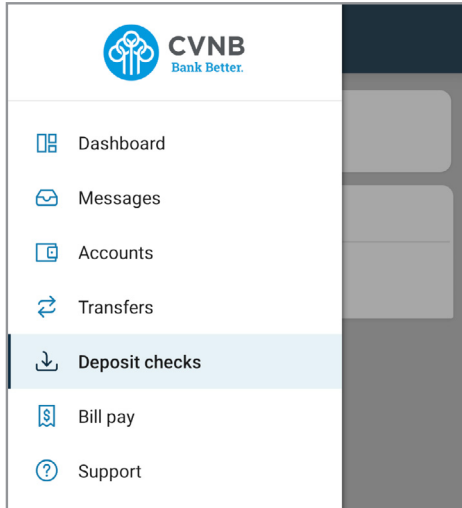 CVNB
Bank Better.
Dashboard
Messages
Accounts
Transfers
Deposit checks
Bill pay
Support